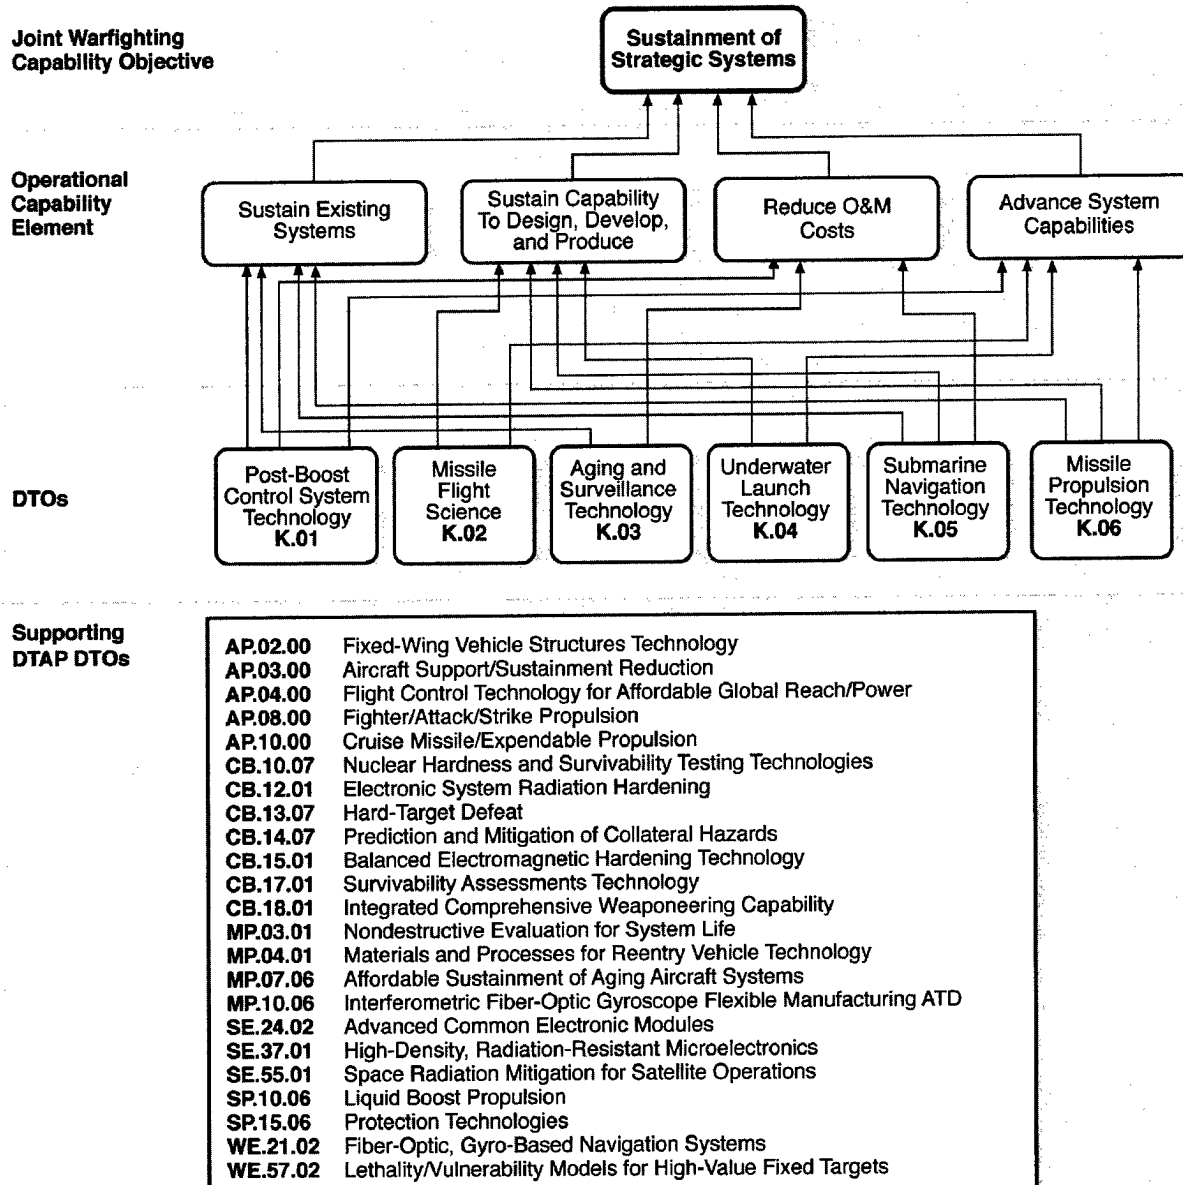 Joint Warfighting
Capability Objective
Sustainment of
Strategic Systems
Operational
Capability
Element
Sustain Existing
Systems
Sustain Capability
To Design, Develop,
and Produce
Reduce O&M
Costs
Advance System
Capabilities
DTOs
Post-Boost
Control System
Technology
K.01
Missile
Flight
Science
K.02
Aging and
Surveillance
Technology
K.03
Underwater
Launch
Technology
K.04
Submarine
Navigation
Technology
K.05
Missile
Propulsion
Technology
K.06
Supporting
DTAP DTOs
AP.02.00 Fixed-Wing Vehicle Structures Technology
AP.03.00 Aircraft Support/Sustainment Reduction
AP.04.00 Flight Control Technology for Affordable Global Reach/Power
AP.08.00 Fighter/Attack/Strike Propulsion
AP.10.00 Cruise Missile/Expendable Propulsion
CB.10.07 Nuclear Hardness and Survivability Testing Technologies
CB.12.01 Electronic System Radiation Hardening
CB.13.07 Hard-Target Defeat
CB.14.07 Prediction and Mitigation of Collateral Hazards
CB.15.01 Balanced Electromagnetic Hardening Technology
CB.17.01 Survivability Assessments Technology
CB.18.01 Integrated Comprehensive Weaponeering Capability
MP.03.01 Nondestructive Evaluation for System Life
MP.04.01 Materials and Processes for Reentry Vehicle Technology
MP.07.06 Affordable Sustainment of Aging Aircraft Systems
MP.10.06 Interferometric Fiber-Optic Gyroscope Flexible Manufacturing ATD
SE.24.02 Advanced Common Electronic Modules
SE.37.01 High-Density, Radiation-Resistant Microelectronics
SE.55.01 Space Radiation Mitigation for Satellite Operations
SP.10.06 Liquid Boost Propulsion
SP.15.06 Protection Technologies
WE.21.02 Fiber-Optic, Gyro-Based Navigation Systems
WE.57.02 Lethality/Vulnerability Models for High-Value Fixed Targets